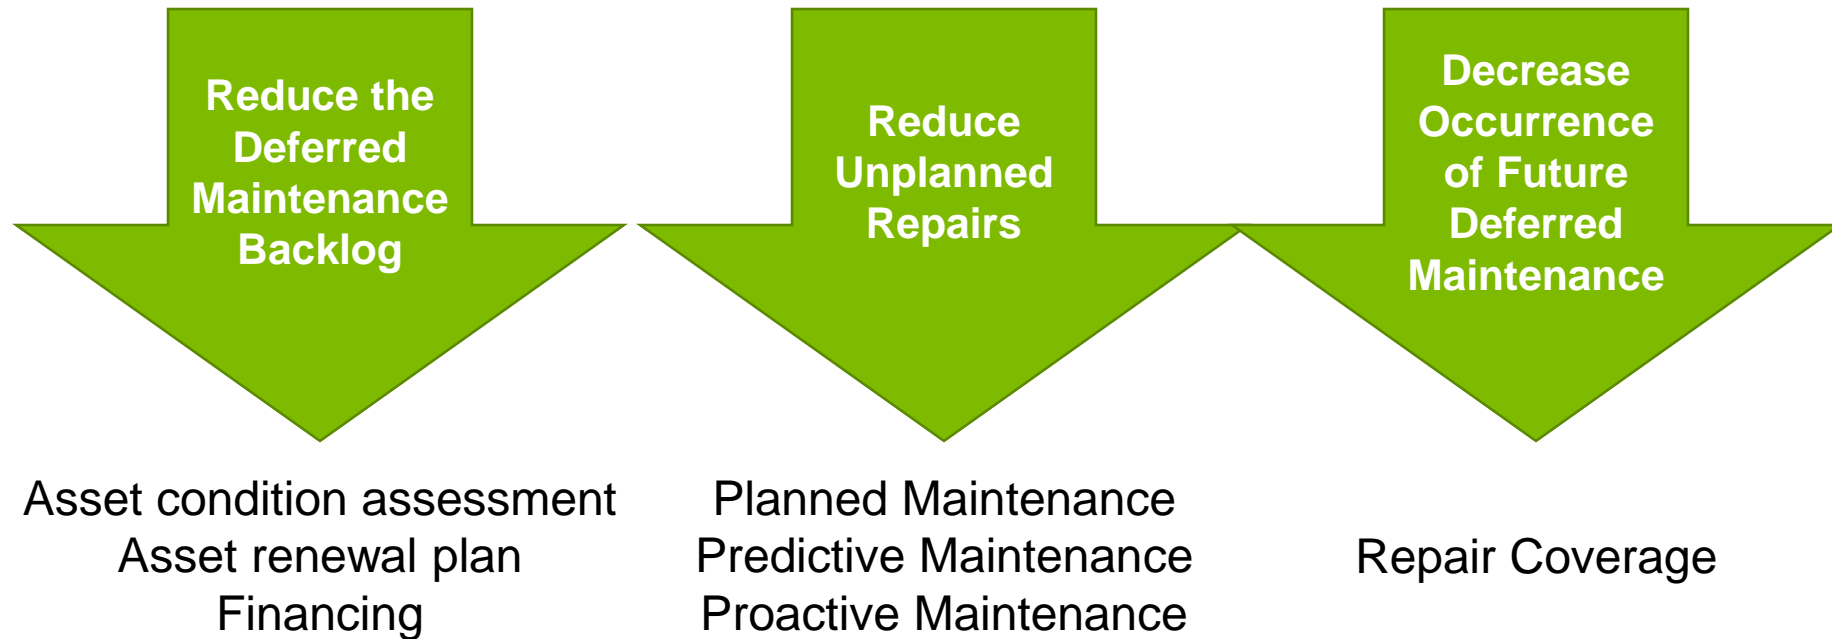 Reduce the
Deferred
Maintenance
Backlog
Reduce
Unplanned
Repairs
Decrease
Occurrence
of Future
Deferred
Maintenance
Asset condition assessment
Asset renewal plan
Financing
Planned Maintenance
Predictive Maintenance
Proactive Maintenance
Repair Coverage